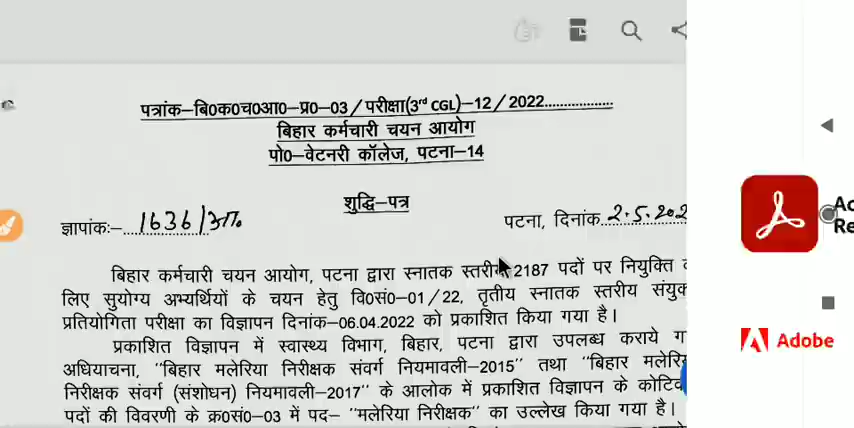 पत्रांक–बि0क0च0आ0–प्र0–03/परीक्षा(3rd CGL)–12/2022..................
बिहार कर्मचारी चयन आयोग
पो0–वेटनरी कॉलेज, पटना–14
शुद्धि–पत्र
ज्ञापांकः–..1636/अ0..
पटना, दिनांक..2.5.202
बिहार कर्मचारी चयन आयोग, पटना द्वारा स्नातक स्तरीय 2187 पदों पर नियुक्ति
लिए सुयोग्य अभ्यर्थियों के चयन हेतु वि0सं0–01/22, तृतीय स्नातक स्तरीय
प्रतियोगिता परीक्षा का विज्ञापन दिनांक–06.04.2022 को प्रकाशित किया गया है।
प्रकाशित विज्ञापन में स्वास्थ्य विभाग, बिहार, पटना द्वारा उपलब्ध कराये
अधियाचना, "बिहार मलेरिया निरीक्षक संवर्ग नियमावली–2015" तथा "बिहार
निरीक्षक संवर्ग (संशोधन) नियमावली–2017" के आलोक में प्रकाशित विज्ञापन के
पदों की विवरणी के क्र0सं0–03 में पद– "मलेरिया निरीक्षक" का उल्लेख किया गया है।
Adobe